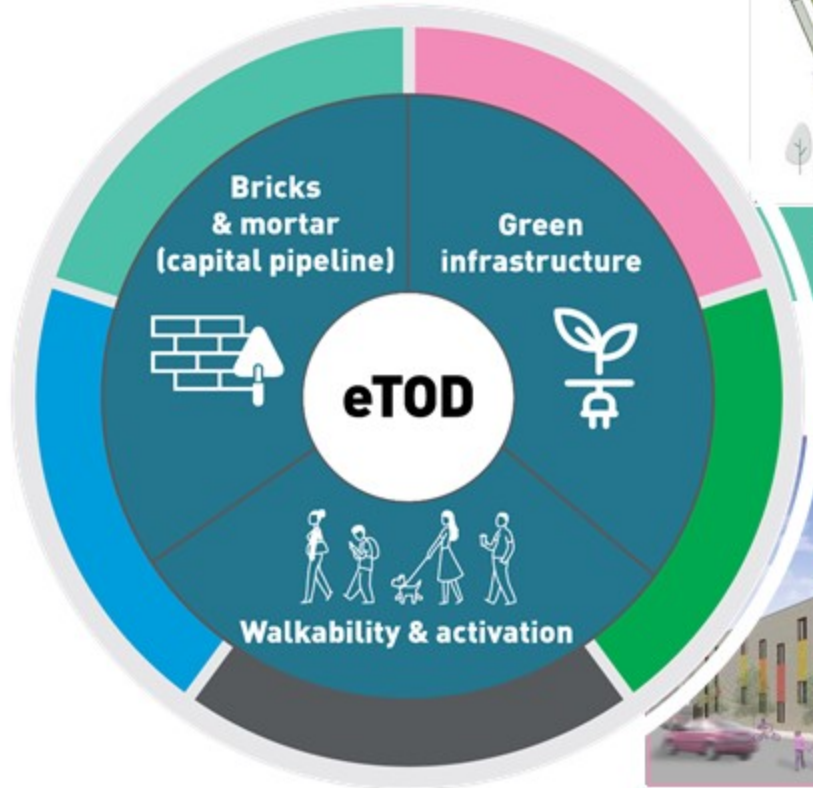 Bricks
& mortar
(capital pipeline)
Green
infrastructure
eTOD
Walkability & activation